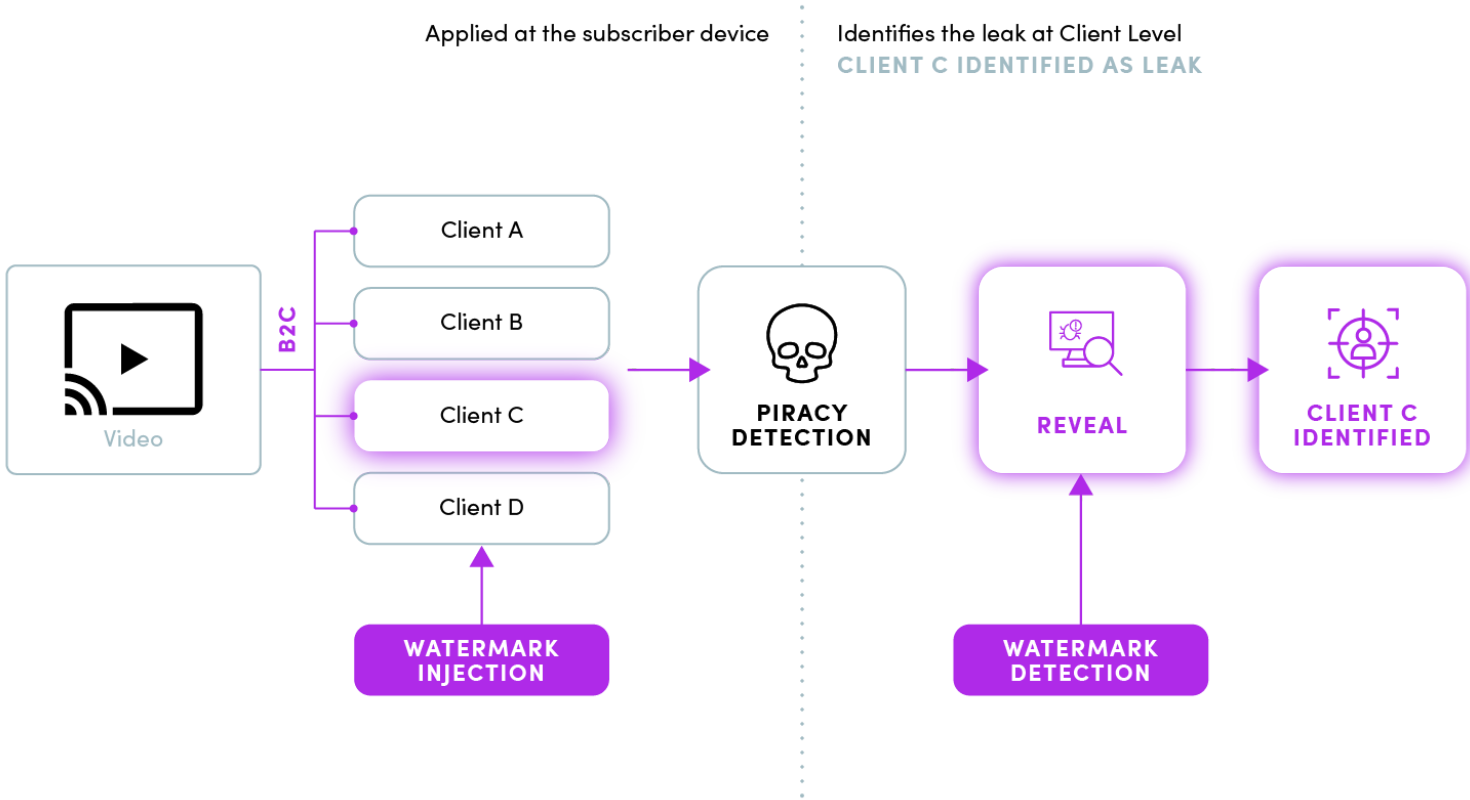 Applied at the subscriber device
Identifies the leak at Client Level
CLIENT C IDENTIFIED AS LEAK
Video
B2C
Client A
Client B
Client C
Client D
WATERMARK
INJECTION
PIRACY
DETECTION
REVEAL
WATERMARK
DETECTION
CLIENT C
IDENTIFIED